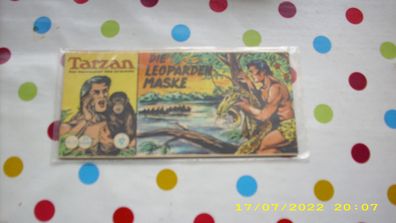 Tarzan
DIE
LEOPARDEN
MASKE
17/07/2022 20:07